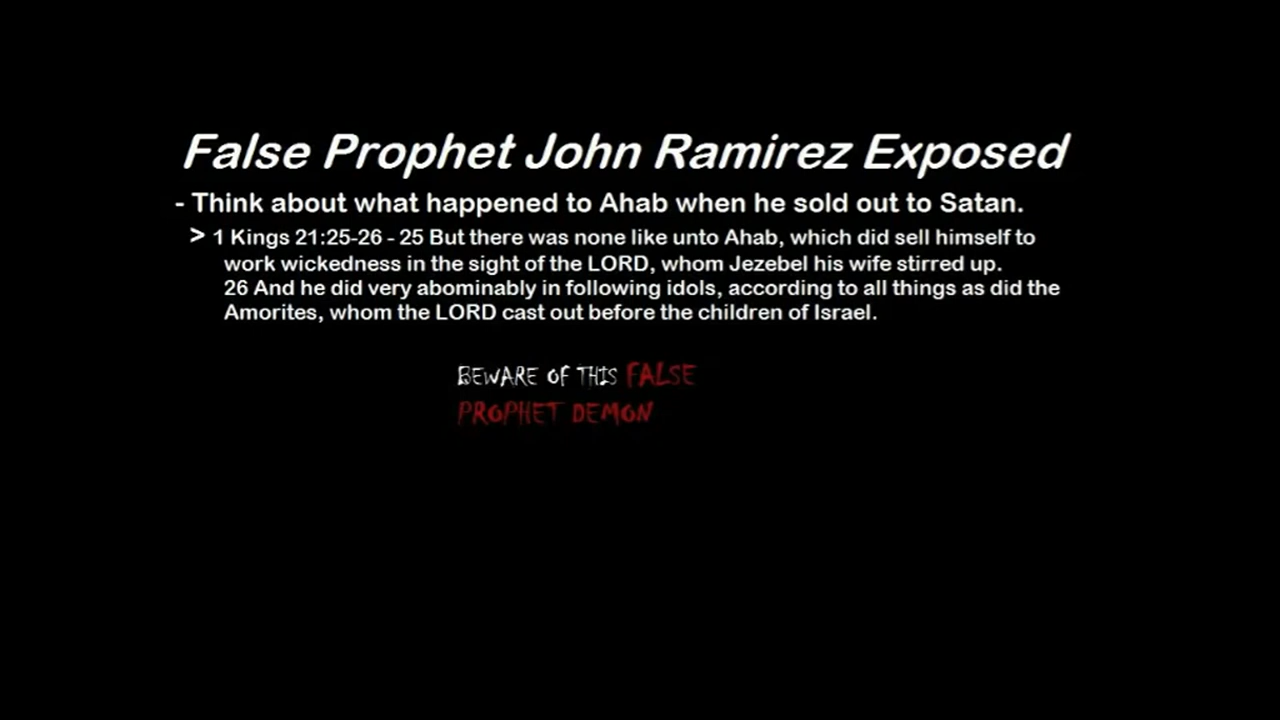 False Prophet John Ramirez Exposed
- Think about what happened to Ahab when he sold out to Satan.
> 1 Kings 21:25-26 - 25 But there was none like unto Ahab, which did sell himself to
work wickedness in the sight of the LORD, whom Jezebel his wife stirred up.
26 And he did very abominably in following idols, according to all things as did the
Amorites, whom the LORD cast out before the children of Israel.
BEWARE OF THIS FALSE
PROPHET DEMON